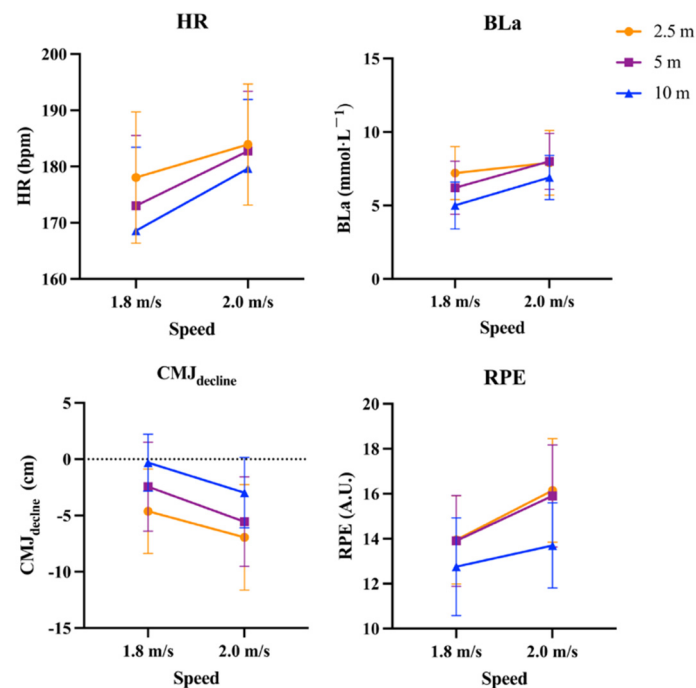 HR
200
190
180
170
160
HR (bpm)
1.8 m/s 2.0 m/s
Speed
BLa
15
10
5
0
BLa (mmol·L⁻¹)
1.8 m/s 2.0 m/s
Speed
2.5 m
5 m
10 m
CMJdecline
5
0
-5
-10
-15
CMJdeclne (cm)
1.8 m/s 2.0 m/s
Speed
RPE
20
18
16
14
12
10
RPE (A.U.)
1.8 m/s 2.0 m/s
Speed